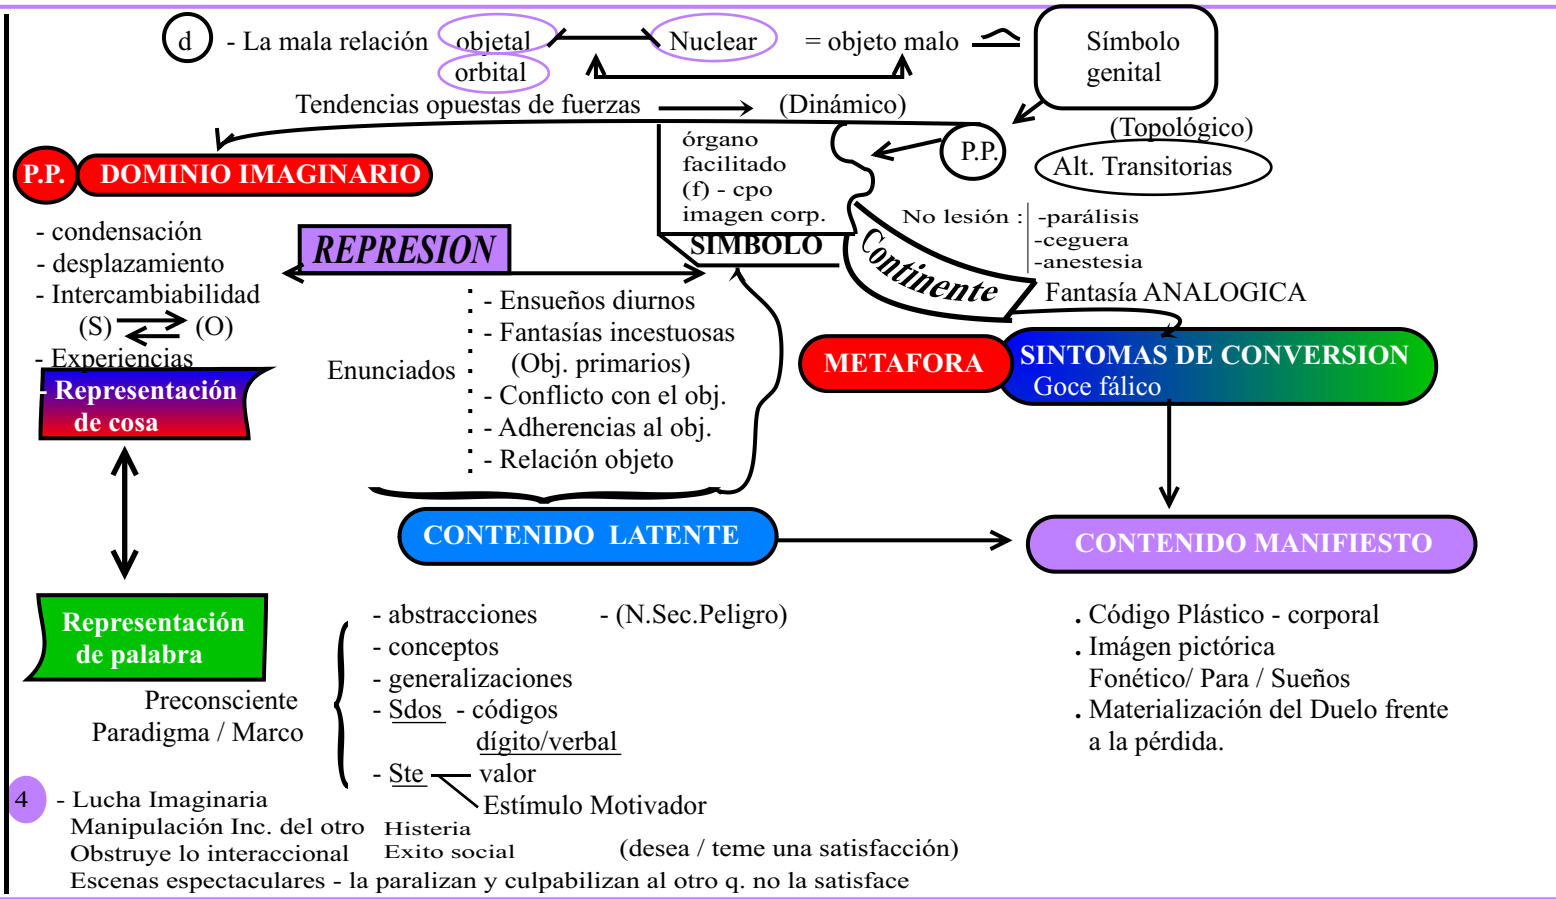 d - La mala relación objetal Nuclear = objeto malo Símbolo
orbital genital
Tendencias opuestas de fuerzas (Dinámico)
(Topológico)
órgano
facilitado
(f) - cpo
imagen corp.
SIMBOLO
P.P.
Alt. Transitorias
P.P. DOMINIO IMAGINARIO
No lesión : -parálisis
-ceguera
-anestesia
Continente
Fantasía ANALOGICA
- condensación
- desplazamiento
- Intercambiabilidad
(S) (O)
- Experiencias
- Representación
de cosa
REPRESION
Enunciados
- Ensueños diurnos
- Fantasías incestuosas
(Obj. primarios)
- Conflicto con el obj.
- Adherencias al obj.
- Relación objeto
METAFORA
SINTOMAS DE CONVERSION
Goce fálico
CONTENIDO LATENTE
CONTENIDO MANIFIESTO
Representación
de palabra
Preconsciente
Paradigma / Marco
- abstracciones - (N.Sec.Peligro)
- conceptos
- generalizaciones
- Sdos - códigos
dígito/verbal
- Ste valor
Estímulo Motivador
. Código Plástico - corporal
. Imágen pictórica
Fonético/ Para / Sueños
. Materialización del Duelo frente
a la pérdida.
4 - Lucha Imaginaria
Manipulación Inc. del otro Histeria
Obstruye lo interaccional Exito social (desea / teme una satisfacción)
Escenas espectaculares - la paralizan y culpabilizan al otro q. no la satisface